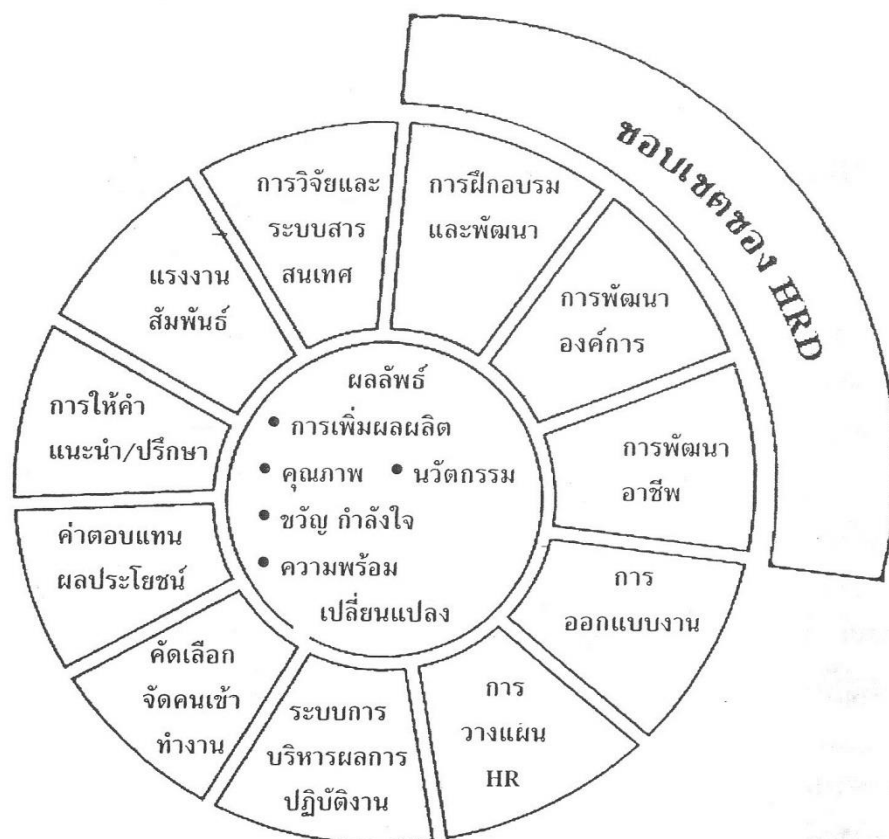 ขอบเขตของ HRD
การฝึกอบรม
และพัฒนา
การพัฒนา
องค์การ
การพัฒนา
อาชีพ
การ
ออกแบบงาน
การ
วางแผน
HR
ระบบการ
บริหารผลการ
ปฏิบัติงาน
คัดเลือก
จัดคนเข้า
ทำงาน
ค่าตอบแทน
ผลประโยชน์
การให้คำ
แนะนำ/ปรึกษา
แรงงาน
สัมพันธ์
การวิจัยและ
ระบบสาร
สนเทศ
ผลลัพธ์
• การเพิ่มผลผลิต
• คุณภาพ • นวัตกรรม
• ขวัญ กำลังใจ
• ความพร้อม
เปลี่ยนแปลง